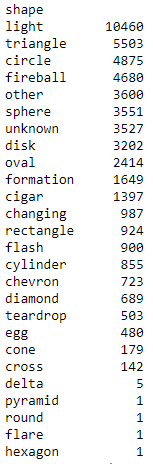 shape
light 10460
triangle 5503
circle 4875
fireball 4680
other 3600
sphere 3551
unknown 3527
disk 3202
oval 2414
formation 1649
cigar 1397
changing 987
rectangle 924
flash 900
cylinder 855
chevron 723
diamond 689
teardrop 503
egg 480
cone 179
cross 142
delta 5
pyramid 1
round 1
flare 1
hexagon 1